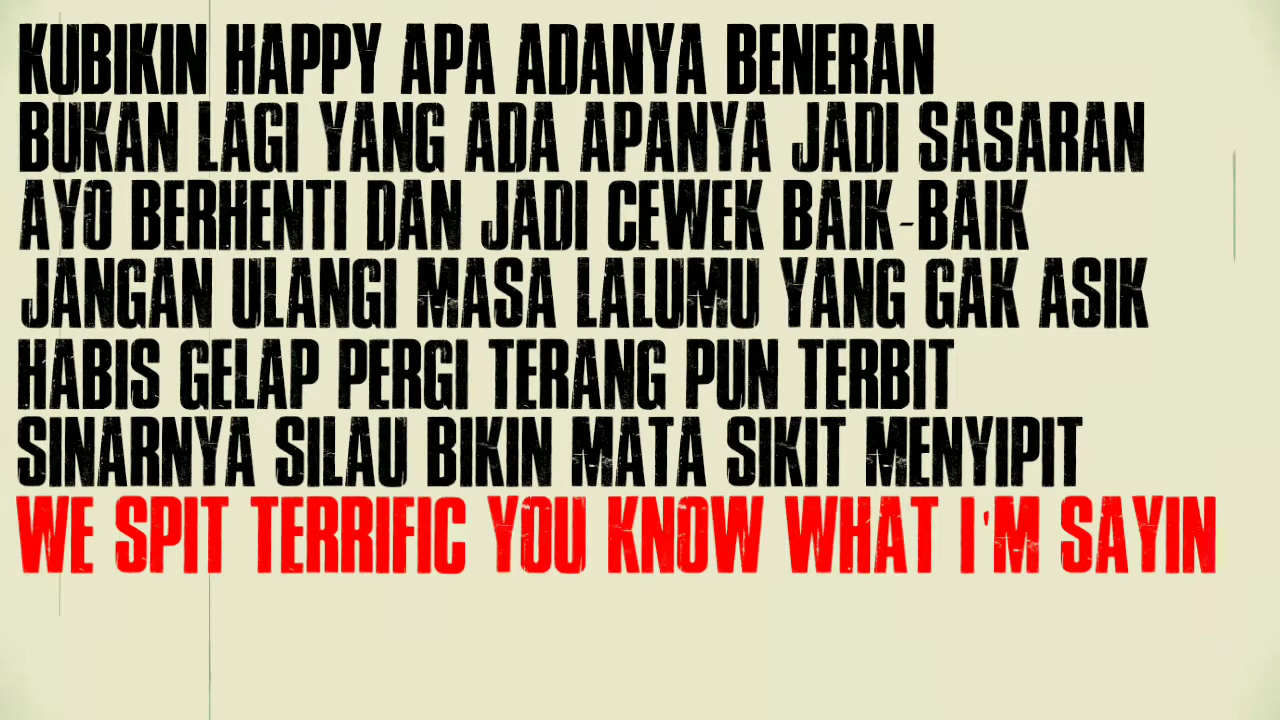 KUBIKIN HAPPY APA ADANYA BENERAN
BUKAN LAGI YANG ADA APANYA JADI SASARAN
AYO BERHENTI DAN JADI CEWEK BAIK-BAIK
JANGAN ULANGI MASA LALUMU YANG GAK ASIK
HABIS GELAP PERGI TERANG PUN TERBIT
SINARNYA SILAU BIKIN MATA SIKIT MENYIPIT
WE SPIT TERRIFIC YOU KNOW WHAT I'M SAYIN